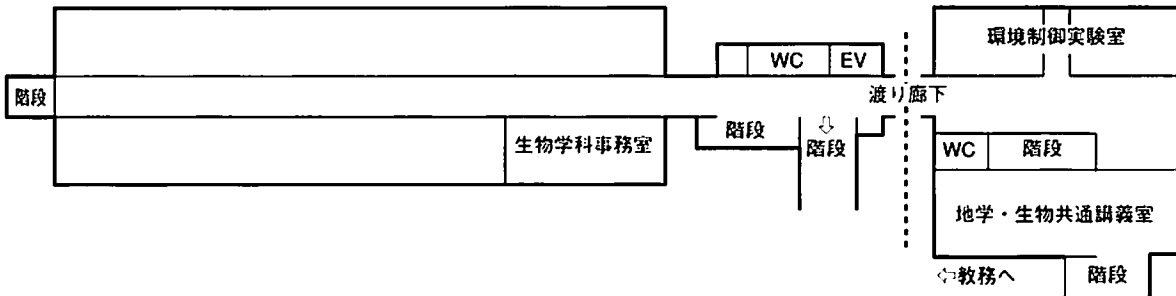 環境制御実験室
WC
EV
階段
渡り廊下
生物学科事務室
階段
⇩
階段
WC
階段
地学・生物共通講義室
⇦教務へ
階段